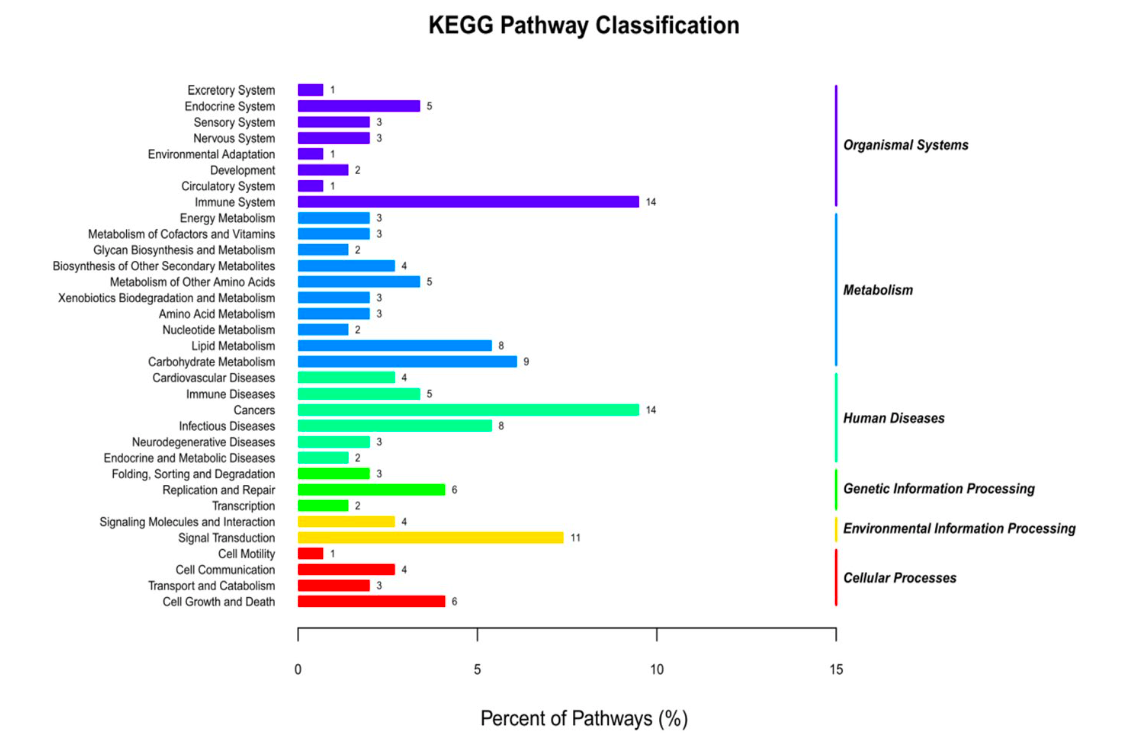 KEGG Pathway Classification
Excretory System 1
Endocrine System 5
Sensory System 3
Nervous System 3
Environmental Adaptation 1
Development 2
Circulatory System 1
Immune System 14
Organismal Systems
Energy Metabolism 3
Metabolism of Cofactors and Vitamins 3
Glycan Biosynthesis and Metabolism 2
Biosynthesis of Other Secondary Metabolites 4
Metabolism of Other Amino Acids 5
Xenobiotics Biodegradation and Metabolism 3
Amino Acid Metabolism 3
Nucleotide Metabolism 2
Lipid Metabolism 8
Carbohydrate Metabolism 9
Metabolism
Cardiovascular Diseases 4
Immune Diseases 5
Cancers 14
Infectious Diseases 8
Neurodegenerative Diseases 3
Endocrine and Metabolic Diseases 2
Human Diseases
Folding, Sorting and Degradation 3
Replication and Repair 6
Transcription 2
Genetic Information Processing
Signaling Molecules and Interaction 4
Signal Transduction 11
Environmental Information Processing
Cell Motility 1
Cell Communication 4
Transport and Catabolism 3
Cell Growth and Death 6
Cellular Processes
0 5 10 15
Percent of Pathways (%)